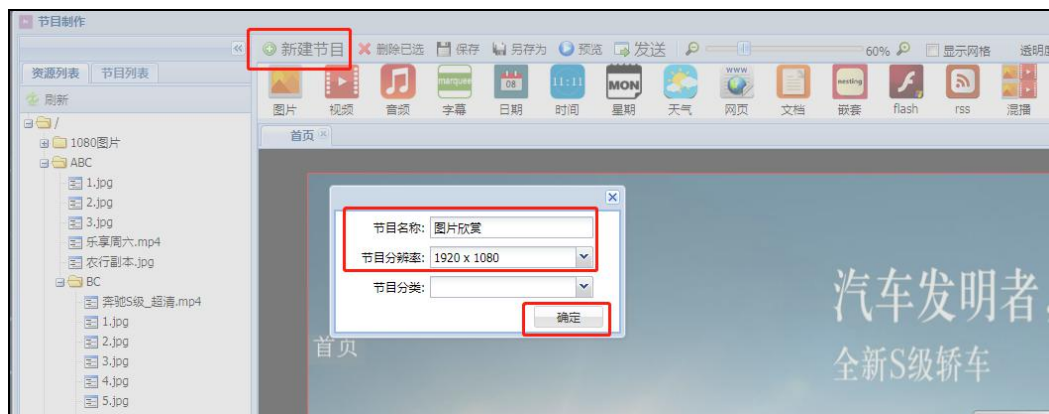 节目制作
新建节目 删除已选 保存 另存为 预览 发送 60% 显示网格 透明度
资源列表 节目列表
刷新
marquee 08 11:11 MON WWW nesting
图片 视频 音频 字幕 日期 时间 星期 天气 网页 文档 嵌套 flash rss 混播
/
首页
1080图片
ABC
1.jpg
2.jpg
3.jpg
乐享周六.mp4
农行副本.jpg
BC
奔驰S级_超清.mp4
1.jpg
2.jpg
3.jpg
4.jpg
5.jpg
节目名称: 图片欣赏
节目分辨率: 1920 x 1080
节目分类:
确定
首页
汽车发明者，
全新S级轿车